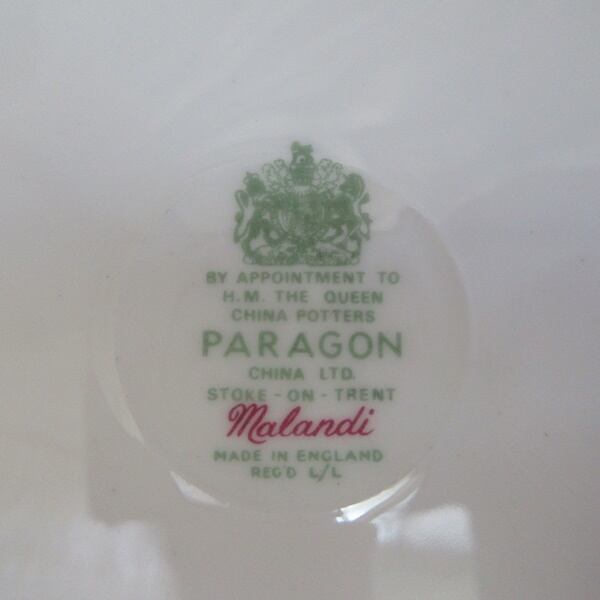 BY APPOINTMENT TO
H.M. THE QUEEN
CHINA POTTERS
PARAGON
CHINA LTD.
STOKE-ON-TRENT
Malandi
MADE IN ENGLAND
REG'D L/L